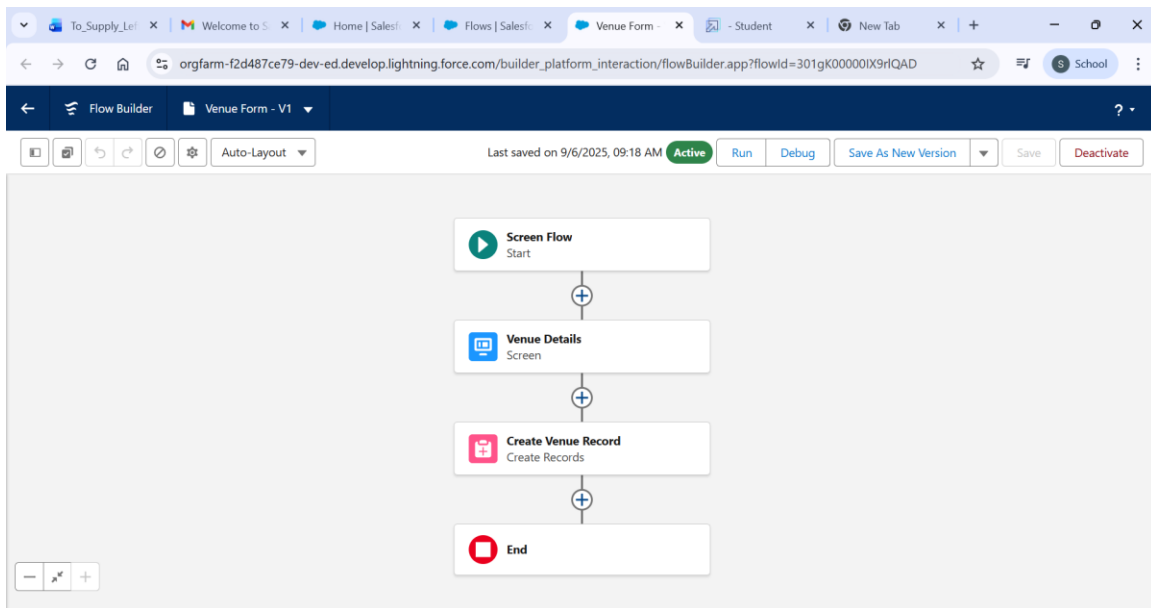 To_Supply_Lef Welcome to S Home | Salesfo Flows | Salesfo Venue Form - - Student New Tab
orgfarm-f2d487ce79-dev-ed.develop.lightning.force.com/builder_platform_interaction/flowBuilder.app?flowId=301gK00000IX9rlQAD S School
Flow Builder Venue Form - V1 ?
Auto-Layout Last saved on 9/6/2025, 09:18 AM Active Run Debug Save As New Version Save Deactivate
Screen Flow
Start
Venue Details
Screen
Create Venue Record
Create Records
End